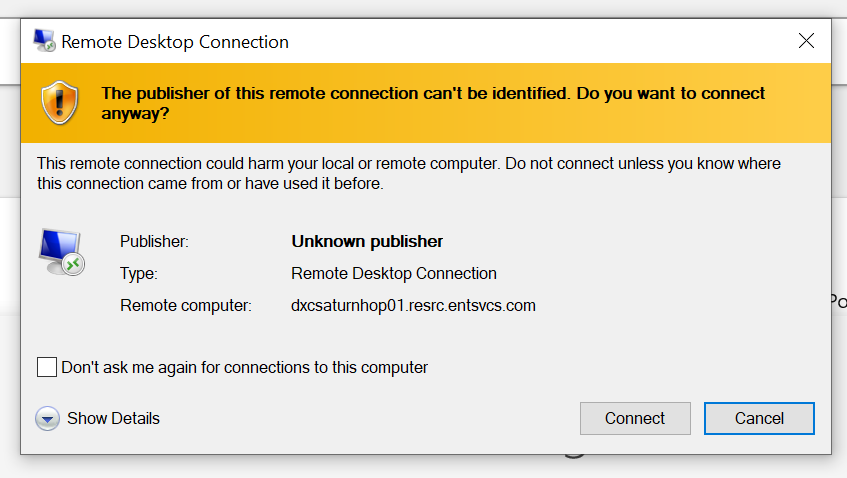 Remote Desktop Connection
The publisher of this remote connection can't be identified. Do you want to connect
anyway?
This remote connection could harm your local or remote computer. Do not connect unless you know where
this connection came from or have used it before.
Publisher: Unknown publisher
Type: Remote Desktop Connection
Remote computer: dxcsaturnhop01.resrc.entsvcs.com
Po
Don't ask me again for connections to this computer
Show Details Connect Cancel